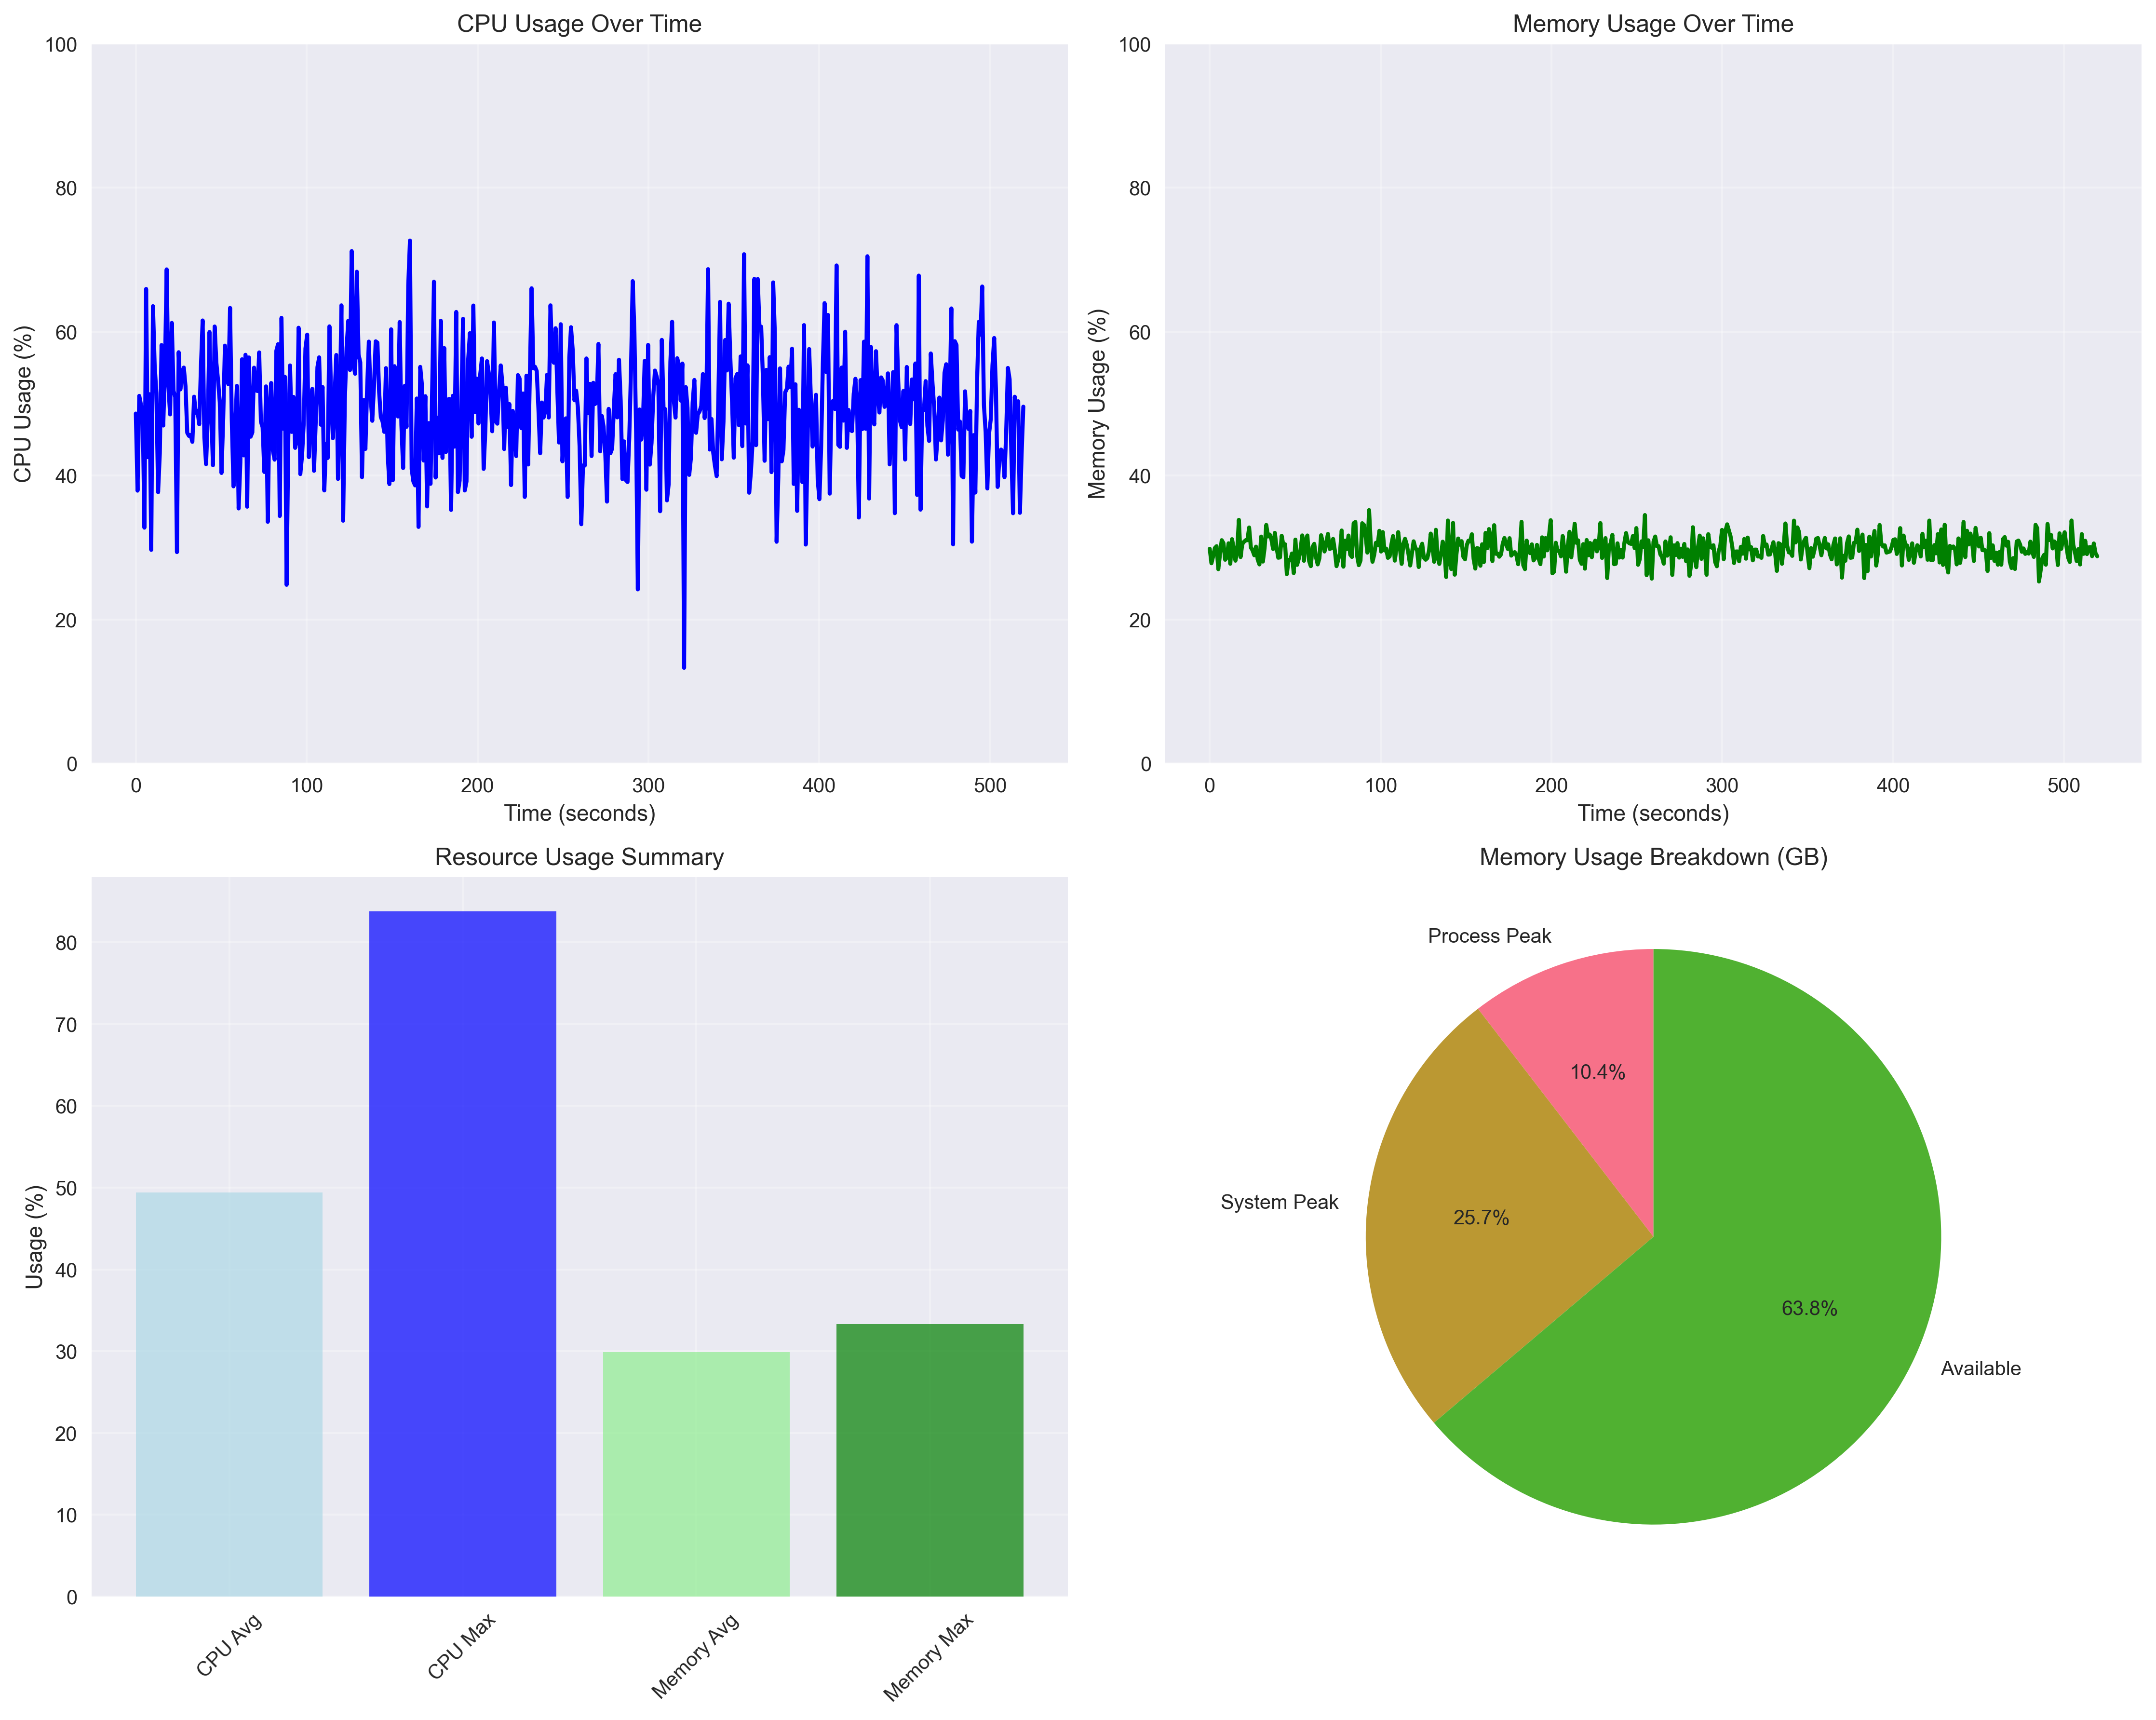 CPU Usage Over Time
CPU Usage (%)
100
80
60
40
20
0
0 100 200 300 400 500
Time (seconds)
Memory Usage Over Time
Memory Usage (%)
100
80
60
40
20
0
0 100 200 300 400 500
Time (seconds)
Resource Usage Summary
Usage (%)
80
70
60
50
40
30
20
10
0
CPU Avg
CPU Max
Memory Avg
Memory Max
Memory Usage Breakdown (GB)
Process Peak
10.4%
System Peak
25.7%
63.8%
Available